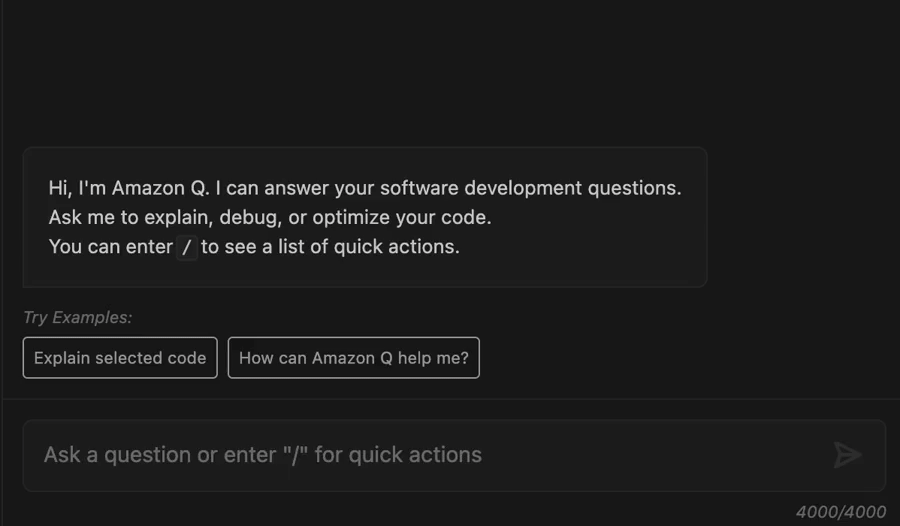 Hi, I'm Amazon Q. I can answer your software development questions.
Ask me to explain, debug, or optimize your code.
You can enter / to see a list of quick actions.
Try Examples:
Explain selected code
How can Amazon Q help me?
Ask a question or enter "/" for quick actions
4000/4000